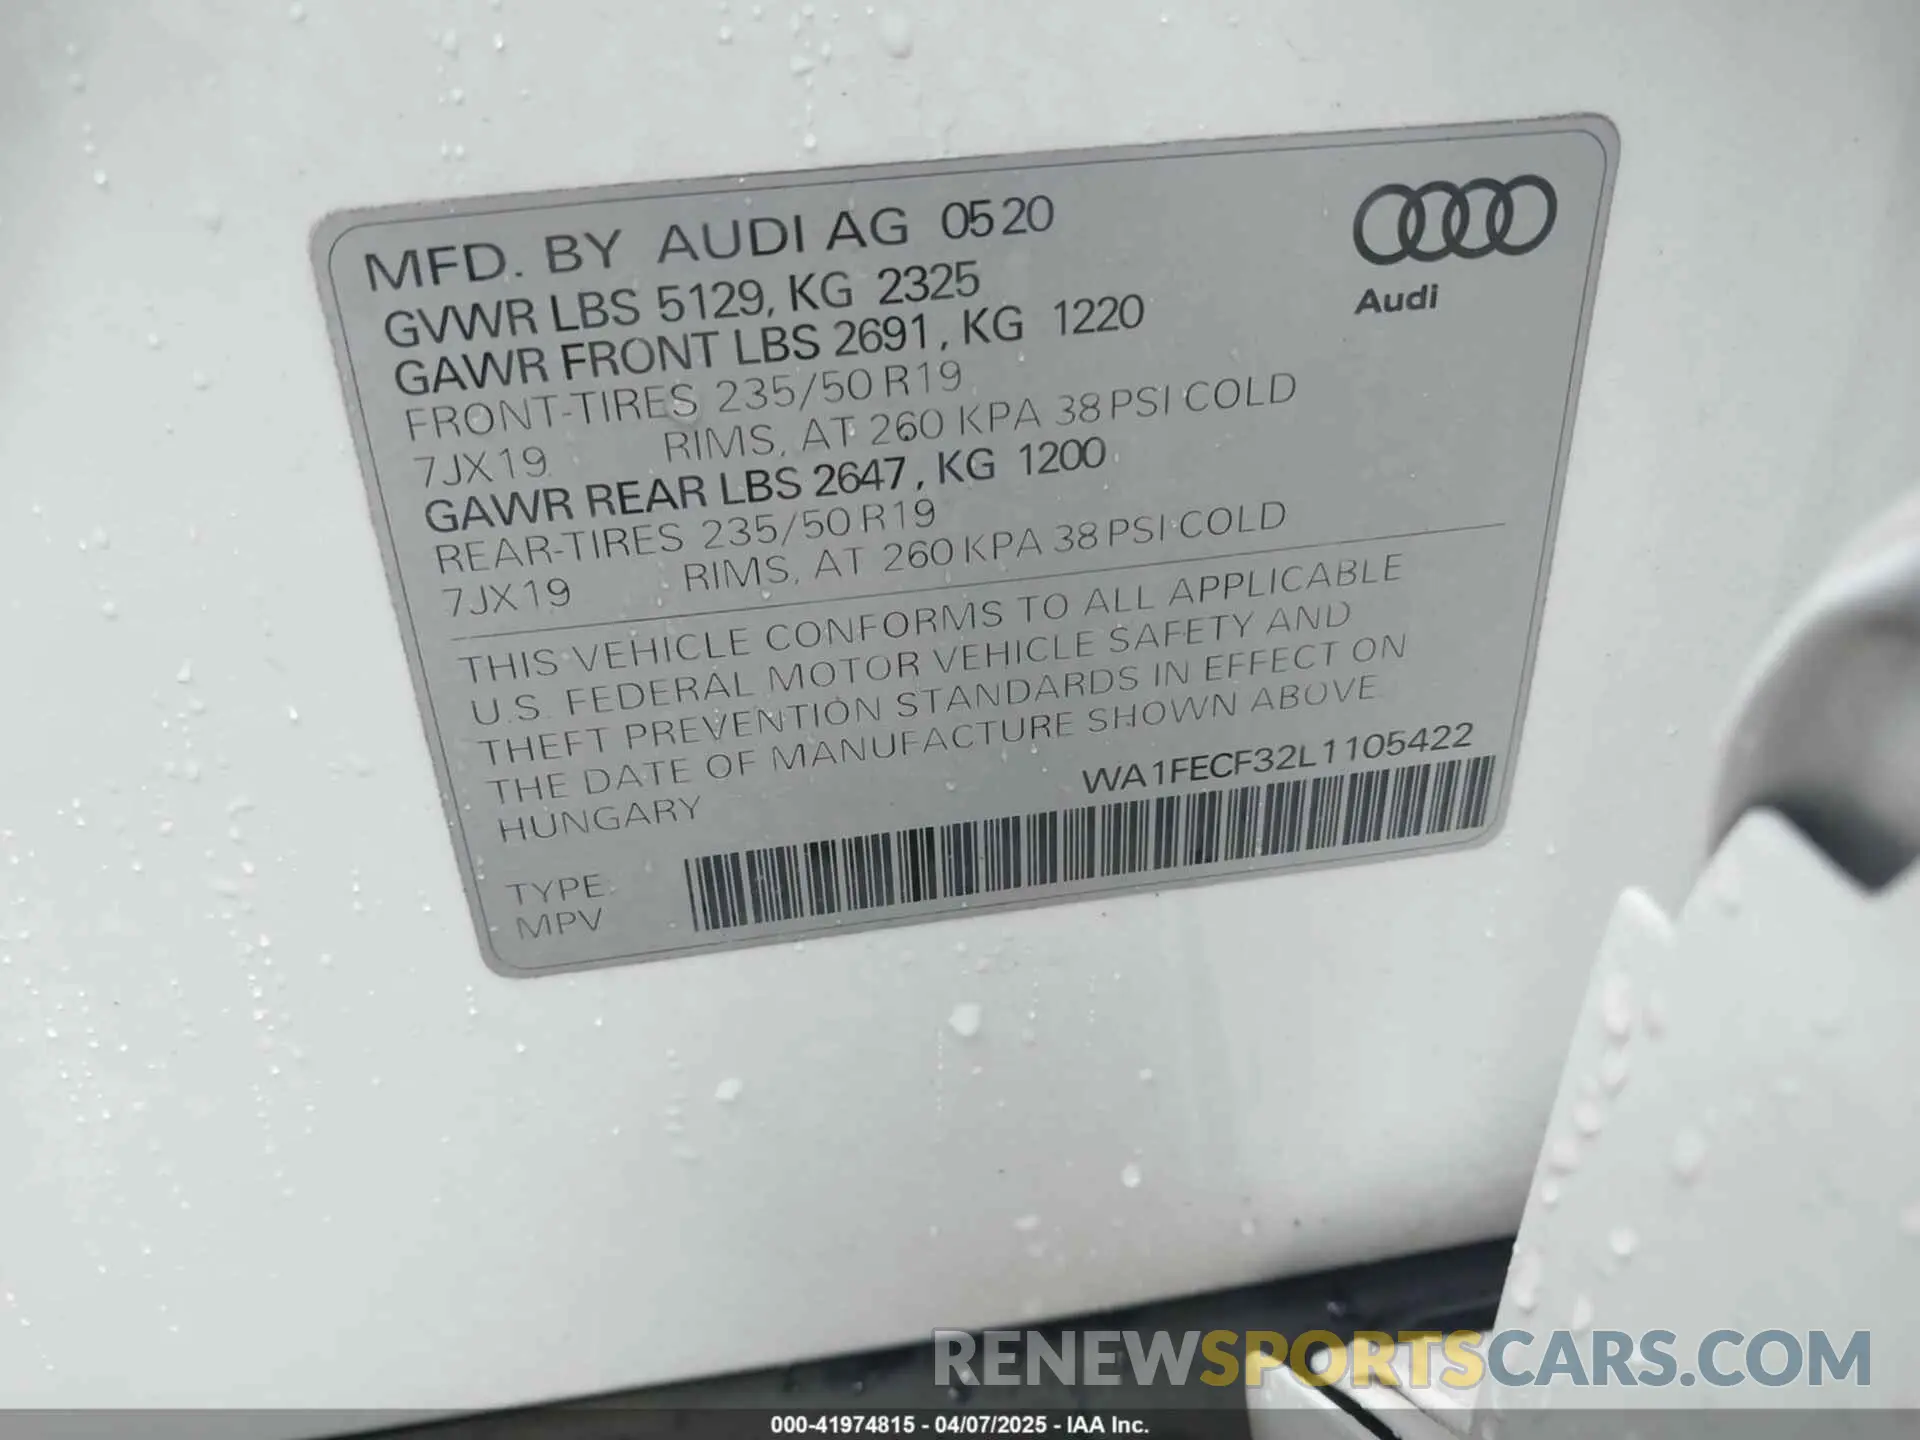 MFD. BY AUDI AG 0520
GVWR LBS 5129, KG 2325
GAWR FRONT LBS 2691, KG 1220
FRONT-TIRES 235/50 R19
7JX19 RIMS, AT 260 KPA 38 PSI COLD
GAWR REAR LBS 2647, KG 1200
REAR-TIRES 235/50 R19
7JX19 RIMS, AT 260 KPA 38 PSI COLD
Audi
THIS VEHICLE CONFORMS TO ALL APPLICABLE
U.S. FEDERAL MOTOR VEHICLE SAFETY AND
THEFT PREVENTION STANDARDS IN EFFECT ON
THE DATE OF MANUFACTURE SHOWN ABOVE
HUNGARY
WA1FECF32L1105422
TYPE:
MPV
RENEWSPORTSCARS.COM
000-41974815 - 04/07/2025 - IAA Inc.